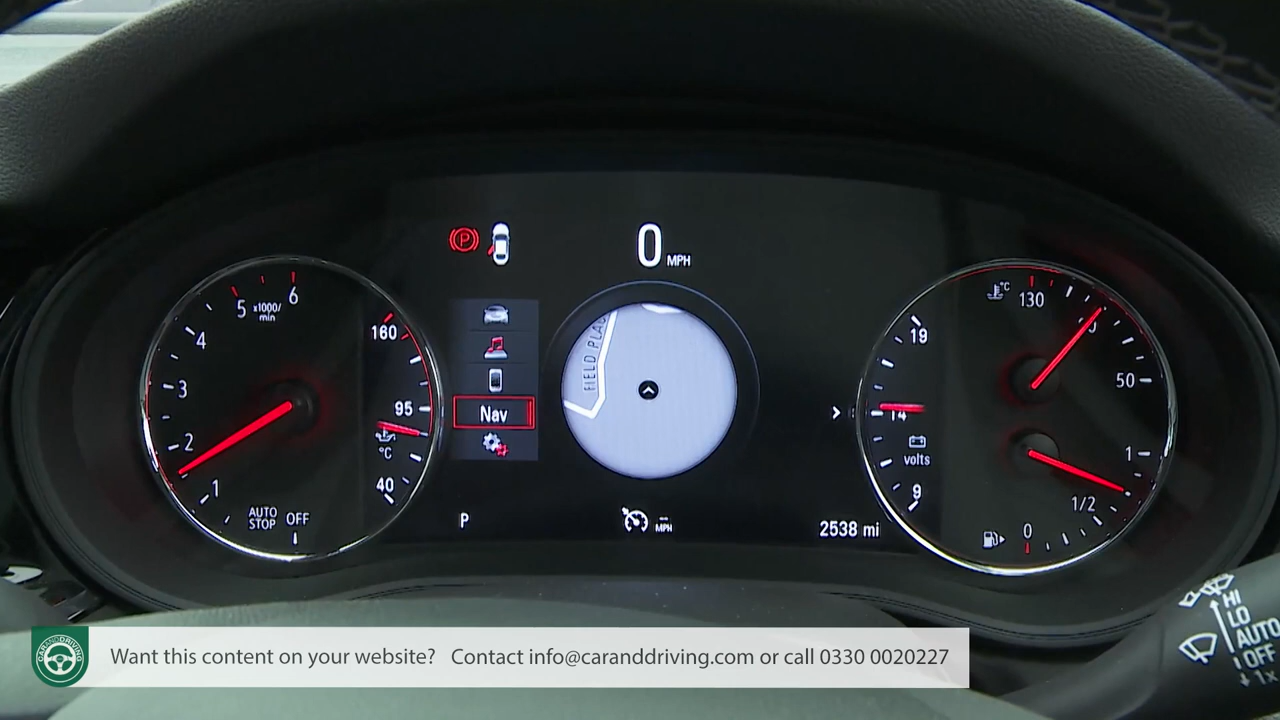 0 MPH
6
5 x1000/ min
4
3
2
1
AUTO STOP OFF
160
95
°C
40
P
Nav
FIELD PLAC
P
-- MPH
2538 mi
19
14
volts
9
°C
130
50
1
1/2
0
HI
LO
AUTO
OFF
1x
CARANDDRIVING
Want this content on your website? Contact info@caranddriving.com or call 0330 0020227